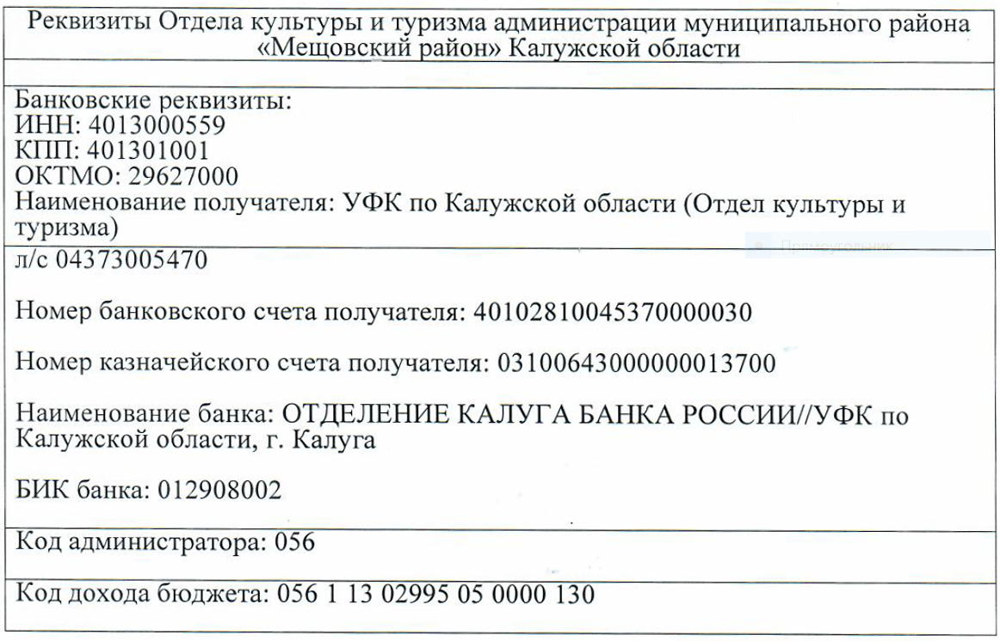 Реквизиты Отдела культуры и туризма администрации муниципального района
«Мещовский район» Калужской области
Банковские реквизиты:
ИНН: 4013000559
КПП: 401301001
ОКТМО: 29627000
Наименование получателя: УФК по Калужской области (Отдел культуры и
туризма)
Прямоугольник
л/с 04373005470
Номер банковского счета получателя: 40102810045370000030
Номер казначейского счета получателя: 03100643000000013700
Наименование банка: ОТДЕЛЕНИЕ КАЛУГА БАНКА РОССИИ//УФК по
Калужской области, г. Калуга
БИК банка: 012908002
Код администратора: 056
Код дохода бюджета: 056 1 13 02995 05 0000 130